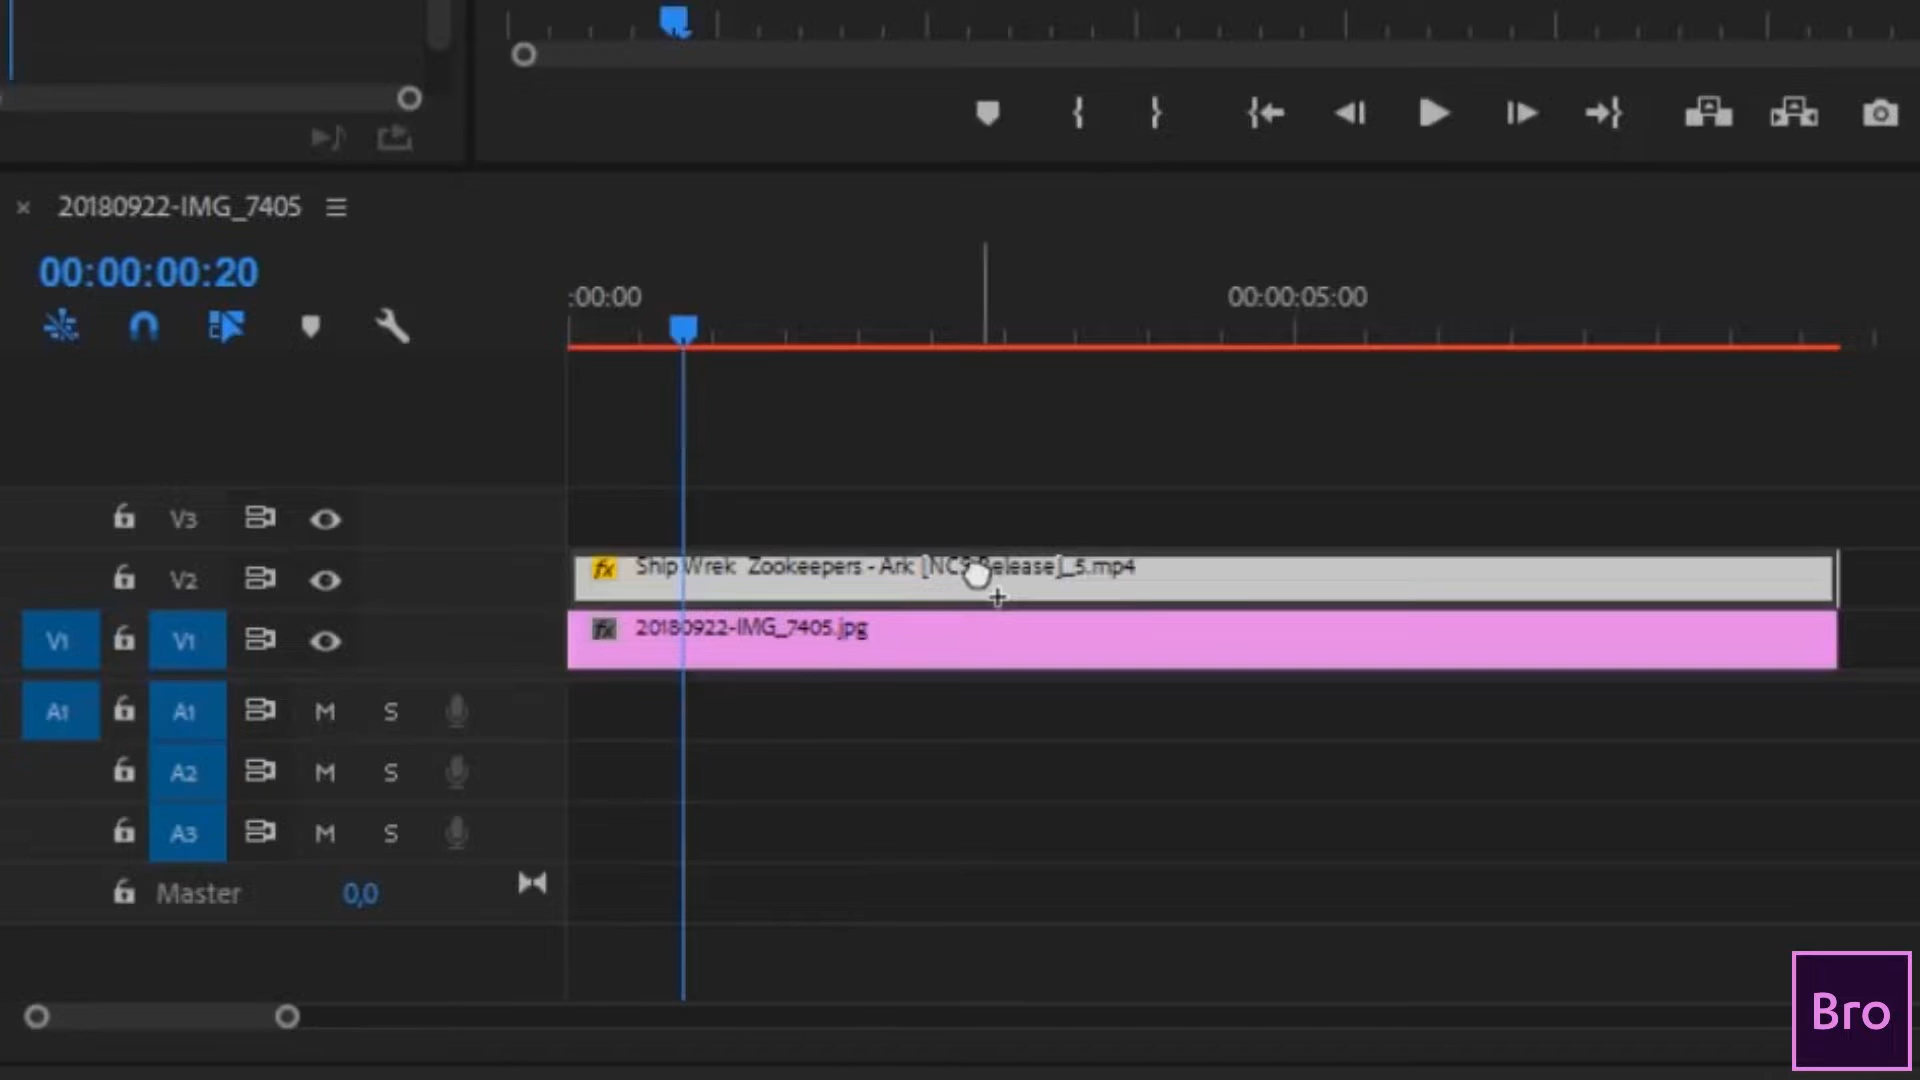 20180922-IMG_7405
00:00:00:20
:00:00 00:00:05:00
V3
V2 fx Ship Wrek Zookeepers - Ark [NCS Release]_5.mp4
V1 V1 fx 20180922-IMG_7405.jpg
A1 A1 M S
A2 M S
A3 M S
Master 0,0
Bro